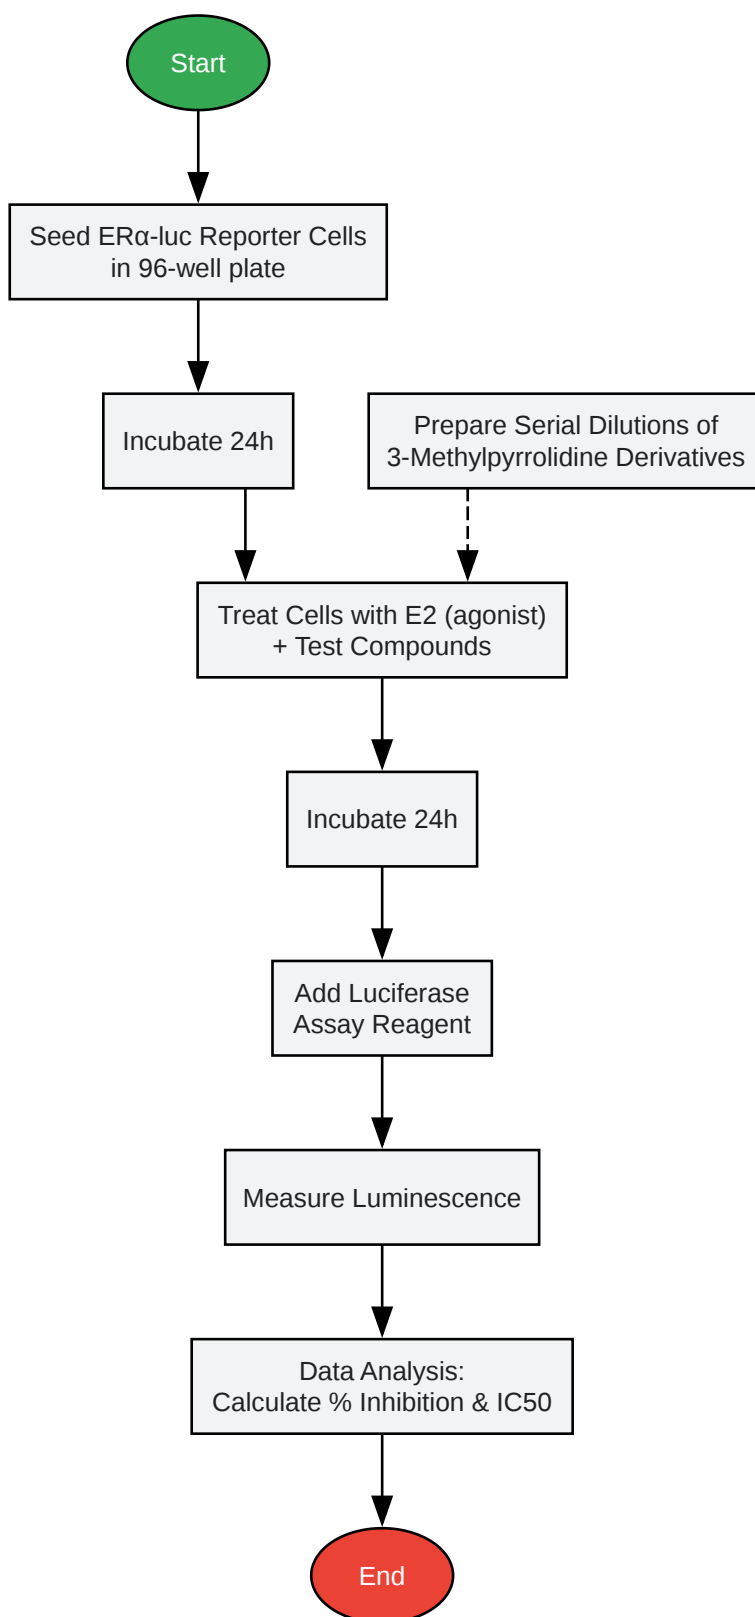 Start
Seed ERα-luc Reporter Cells
in 96-well plate
Incubate 24h
Prepare Serial Dilutions of
3-Methylpyrrolidine Derivatives
Treat Cells with E2 (agonist)
+ Test Compounds
Incubate 24h
Add Luciferase
Assay Reagent
Measure Luminescence
Data Analysis:
Calculate % Inhibition & IC50
End